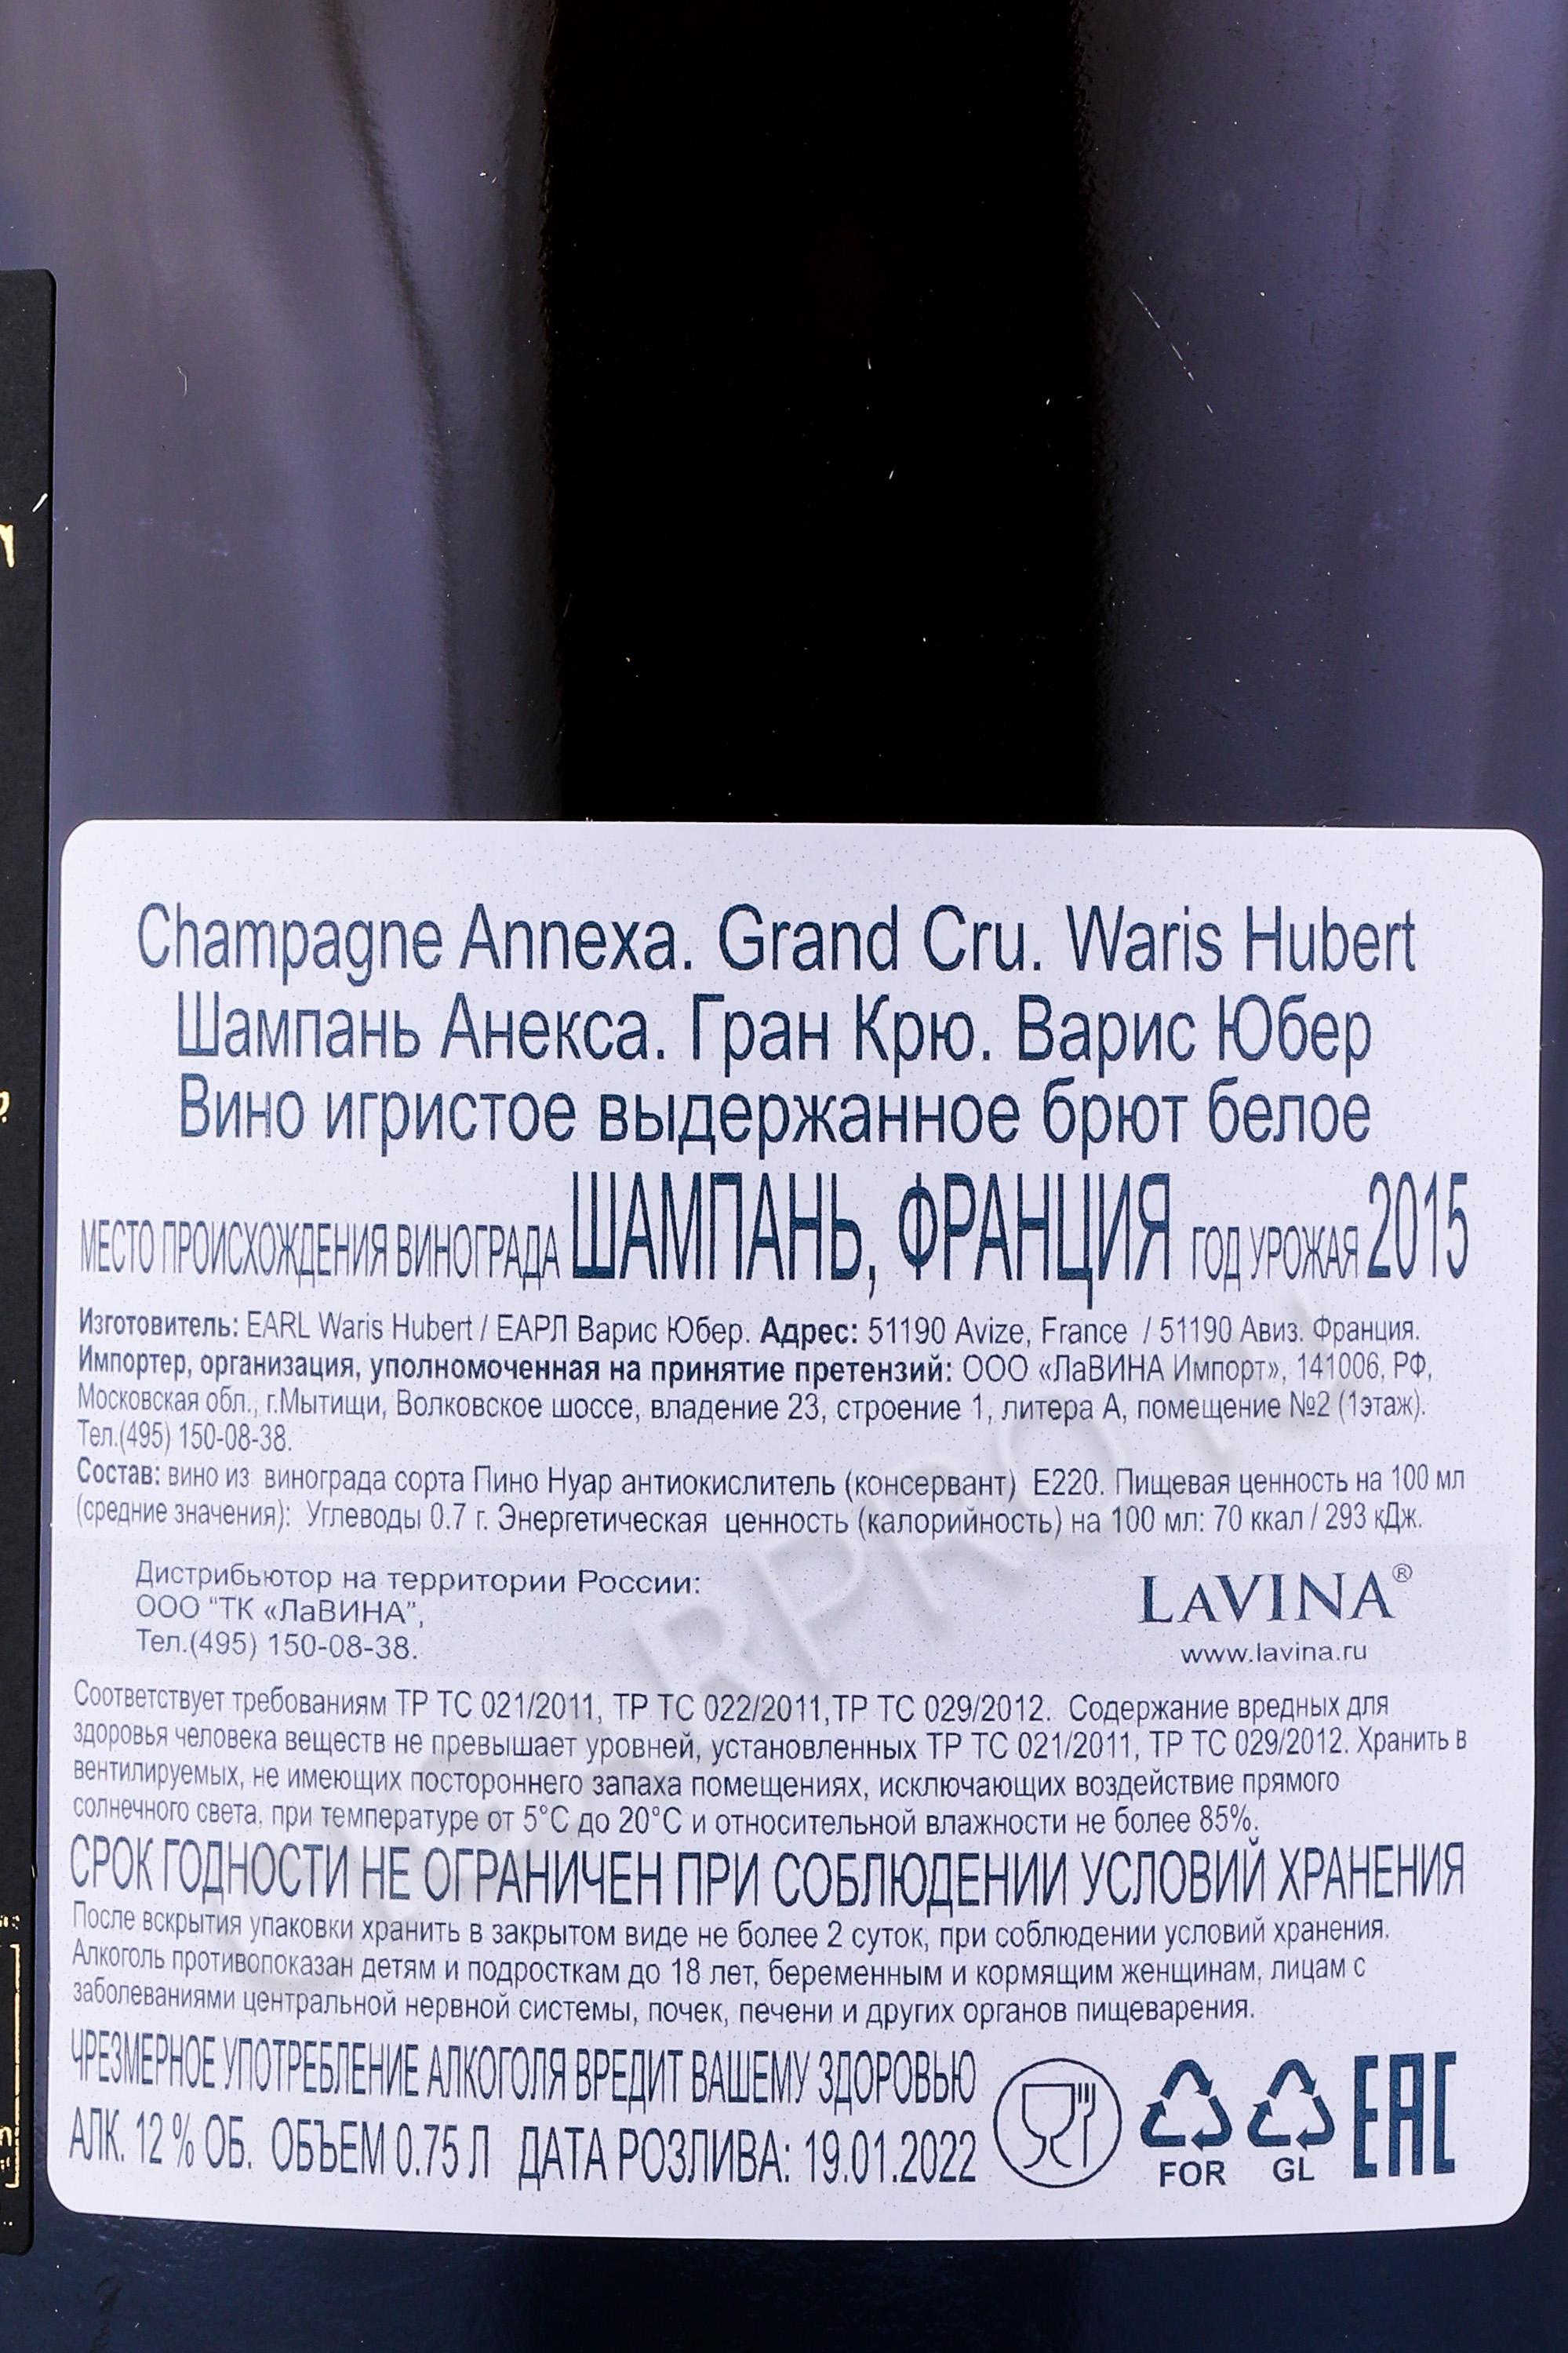 Champagne Annexa. Grand Cru. Waris Hubert
Шампань Анекса. Гран Крю. Варис Юбер
Вино игристое выдержанное брют белое
МЕСТО ПРОИСХОЖДЕНИЯ ВИНОГРАДА ШАМПАНЬ, ФРАНЦИЯ ГОД УРОЖАЯ 2015
Изготовитель: EARL Waris Hubert / ЕАРЛ Варис Юбер. Адрес: 51190 Avize, France / 51190 Авиз. Франция.
Импортер, организация, уполномоченная на принятие претензий: ООО «ЛаВИНА Импорт», 141006, РФ,
Московская обл., г.Мытищи, Волковское шоссе, владение 23, строение 1, литера А, помещение №2 (1этаж).
Тел.(495) 150-08-38.
Состав: вино из винограда сорта Пино Нуар антиокислитель (консервант) Е220. Пищевая ценность на 100 мл
(средние значения): Углеводы 0.7 г. Энергетическая ценность (калорийность) на 100 мл: 70 ккал / 293 кДж.
Дистрибьютор на территории России:
ООО "ТК «ЛаВИНА",
Тел.(495) 150-08-38.
LAVINA®
www.lavina.ru
Соответствует требованиям ТР ТС 021/2011, ТР ТС 022/2011,ТР ТС 029/2012. Содержание вредных для
здоровья человека веществ не превышает уровней, установленных ТР ТС 021/2011, ТР ТС 029/2012. Хранить в
вентилируемых, не имеющих постороннего запаха помещениях, исключающих воздействие прямого
солнечного света, при температуре от 5°С до 20°С и относительной влажности не более 85%.
СРОК ГОДНОСТИ НЕ ОГРАНИЧЕН ПРИ СОБЛЮДЕНИИ УСЛОВИЙ ХРАНЕНИЯ
После вскрытия упаковки хранить в закрытом виде не более 2 суток, при соблюдении условий хранения.
Алкоголь противопоказан детям и подросткам до 18 лет, беременным и кормящим женщинам, лицам с
заболеваниями центральной нервной системы, почек, печени и других органов пищеварения.
ЧРЕЗМЕРНОЕ УПОТРЕБЛЕНИЕ АЛКОГОЛЯ ВРЕДИТ ВАШЕМУ ЗДОРОВЬЮ
АЛК. 12 % ОБ. ОБЪЕМ 0.75 Л ДАТА РОЗЛИВА: 19.01.2022
FOR GL EAC